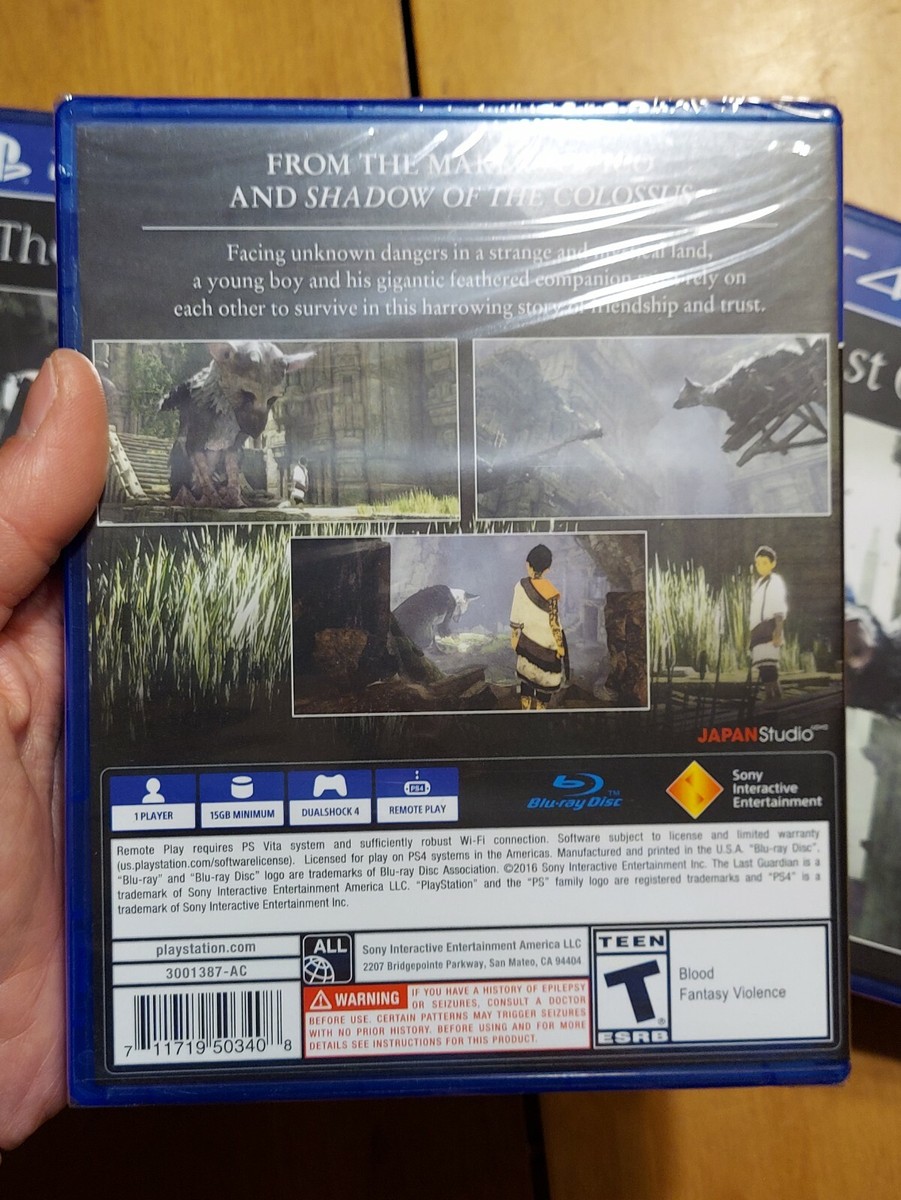 The
4
st
FROM THE
AND SHADOW OF THE COLOSSUS
Facing unknown dangers in a strange and land,
a young boy and his gigantic feathered companion rely on
each other to survive in this harrowing story of friendship and trust.
JAPANStudio
1 PLAYER
15GB MINIMUM
DUALSHOCK 4
PS4
REMOTE PLAY
Blu-ray Disc™
Sony
Interactive
Entertainment
Remote Play requires PS Vita system and sufficiently robust Wi-Fi connection. Software subject to license and limited warranty
(us.playstation.com/softwarelicense). Licensed for play on PS4 systems in the Americas. Manufactured and printed in the U.S.A. "Blu-ray Disc",
"Blu-ray" and "Blu-ray Disc" logo are trademarks of Blu-ray Disc Association. ©2016 Sony Interactive Entertainment Inc. The Last Guardian is a
trademark of Sony Interactive Entertainment America LLC. "PlayStation" and the "PS" family logo are registered trademarks and "PS4" is a
trademark of Sony Interactive Entertainment Inc.
playstation.com
3001387-AC
7 11719 50340 8
ALL
Sony Interactive Entertainment America LLC
2207 Bridgepointe Parkway, San Mateo, CA 94404
WARNING IF YOU HAVE A HISTORY OF EPILEPSY
OR SEIZURES, CONSULT A DOCTOR
BEFORE USE. CERTAIN PATTERNS MAY TRIGGER SEIZURES
WITH NO PRIOR HISTORY. BEFORE USING AND FOR MORE
DETAILS SEE INSTRUCTIONS FOR THIS PRODUCT.
TEEN
T
ESRB
Blood
Fantasy Violence